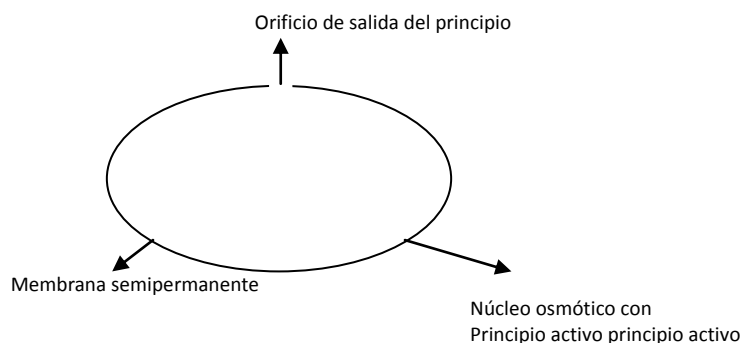 Orificio de salida del principio
Membrana semipermanente
Núcleo osmótico con
Principio activo principio activo